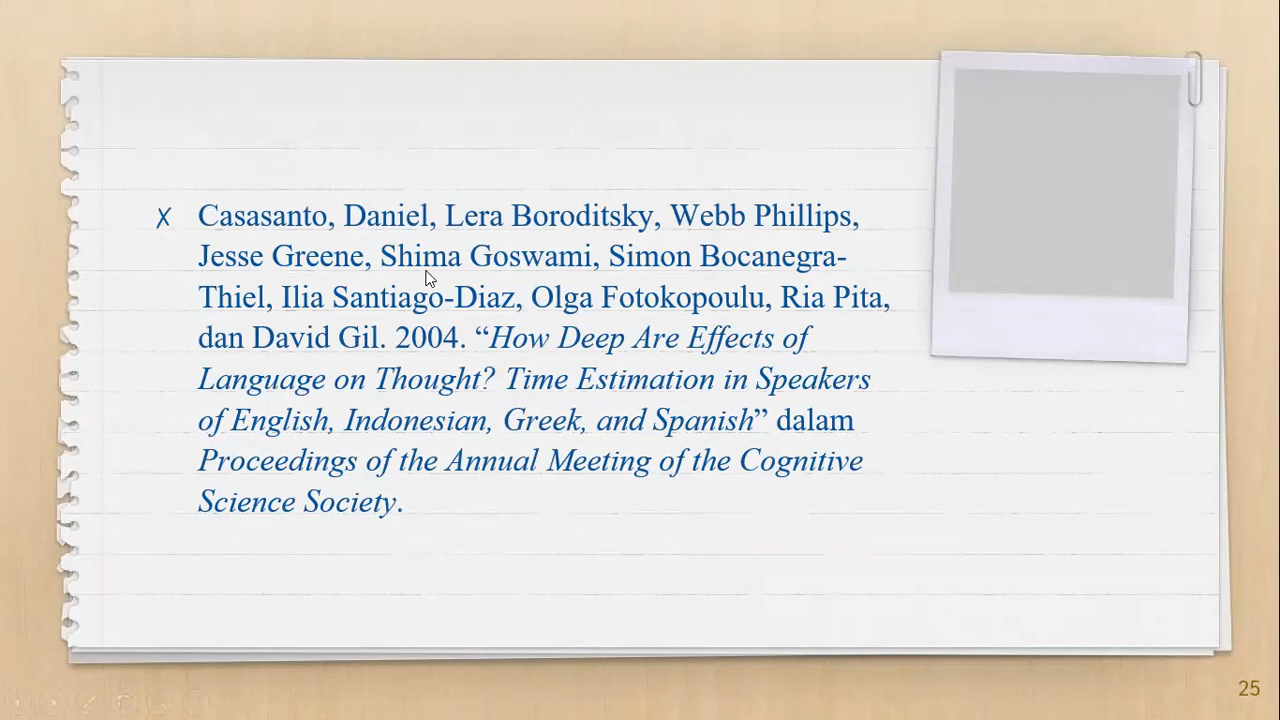 Casasanto, Daniel, Lera Boroditsky, Webb Phillips,
Jesse Greene, Shima Goswami, Simon Bocanegra-
Thiel, Ilia Santiago-Diaz, Olga Fotokopoulu, Ria Pita,
dan David Gil. 2004. “How Deep Are Effects of
Language on Thought? Time Estimation in Speakers
of English, Indonesian, Greek, and Spanish” dalam
Proceedings of the Annual Meeting of the Cognitive
Science Society.
25